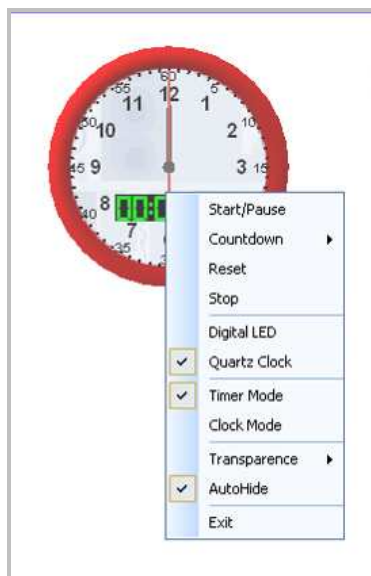 60
55
5
11
12
1
50
10
2
10
45
9
3
15
40
8
7
35
Start/Pause
Countdown
Reset
Stop
Digital LED
Quartz Clock
Timer Mode
Clock Mode
Transparence
AutoHide
Exit